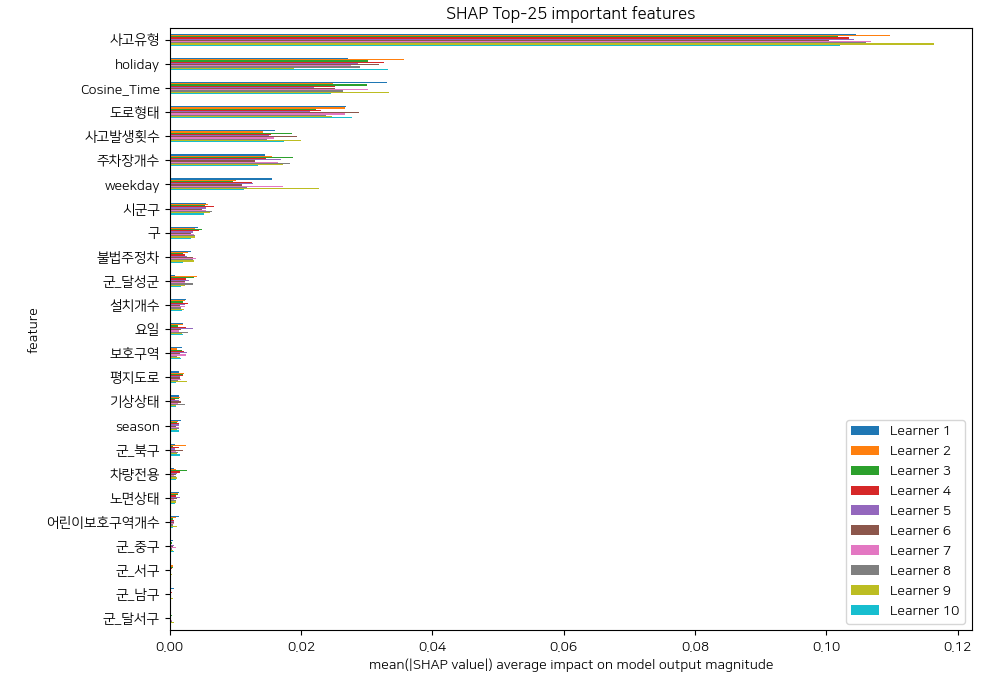 SHAP Top-25 important features
사고유형
holiday
Cosine_Time
도로형태
사고발생횟수
주차장개수
weekday
시군구
구
불법주정차
군_달성군
설치개수
요일
보호구역
평지도로
기상상태
season
군_북구
차량전용
노면상태
어린이보호구역개수
군_중구
군_서구
군_남구
군_달서구
feature
Learner 1
Learner 2
Learner 3
Learner 4
Learner 5
Learner 6
Learner 7
Learner 8
Learner 9
Learner 10
0.00 0.02 0.04 0.06 0.08 0.10 0.12
mean(|SHAP value|) average impact on model output magnitude